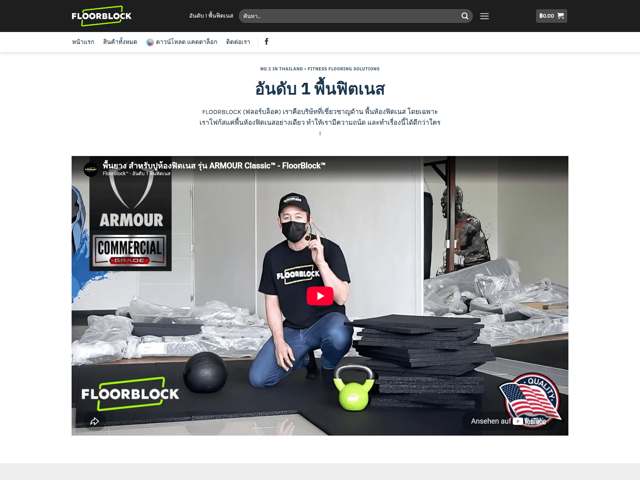 FLOORBLOCK
อันดับ 1 พื้นฟิตเนส
ค้นหา…
฿0.00
หน้าแรก
สินค้าทั้งหมด
ดาวน์โหลด แคตตาล็อก
ติดต่อเรา
NO.1 IN THAILAND • FITNESS FLOORING SOLUTIONS
อันดับ 1 พื้นฟิตเนส
FLOORBLOCK (ฟลอร์บล็อค) เราคือบริษัทที่เชี่ยวชาญด้าน พื้นห้องฟิตเนส โดยเฉพาะ
เราโฟกัสแค่พื้นห้องฟิตเนสอย่างเดียว ทำให้เรามีความถนัด และทำเรื่องนี้ได้ดีกว่าใคร
!
พื้นยาง สำหรับปูห้องฟิตเนส รุ่น ARMOUR Classic™ - FloorBlock™
FloorBlock™ - อันดับ 1 พื้นฟิตเนส
ARMOUR
COMMERCIAL
GRADE
FLOORBLOCK
FLOORBLOCK
QUALITY
Ansehen auf YouTube